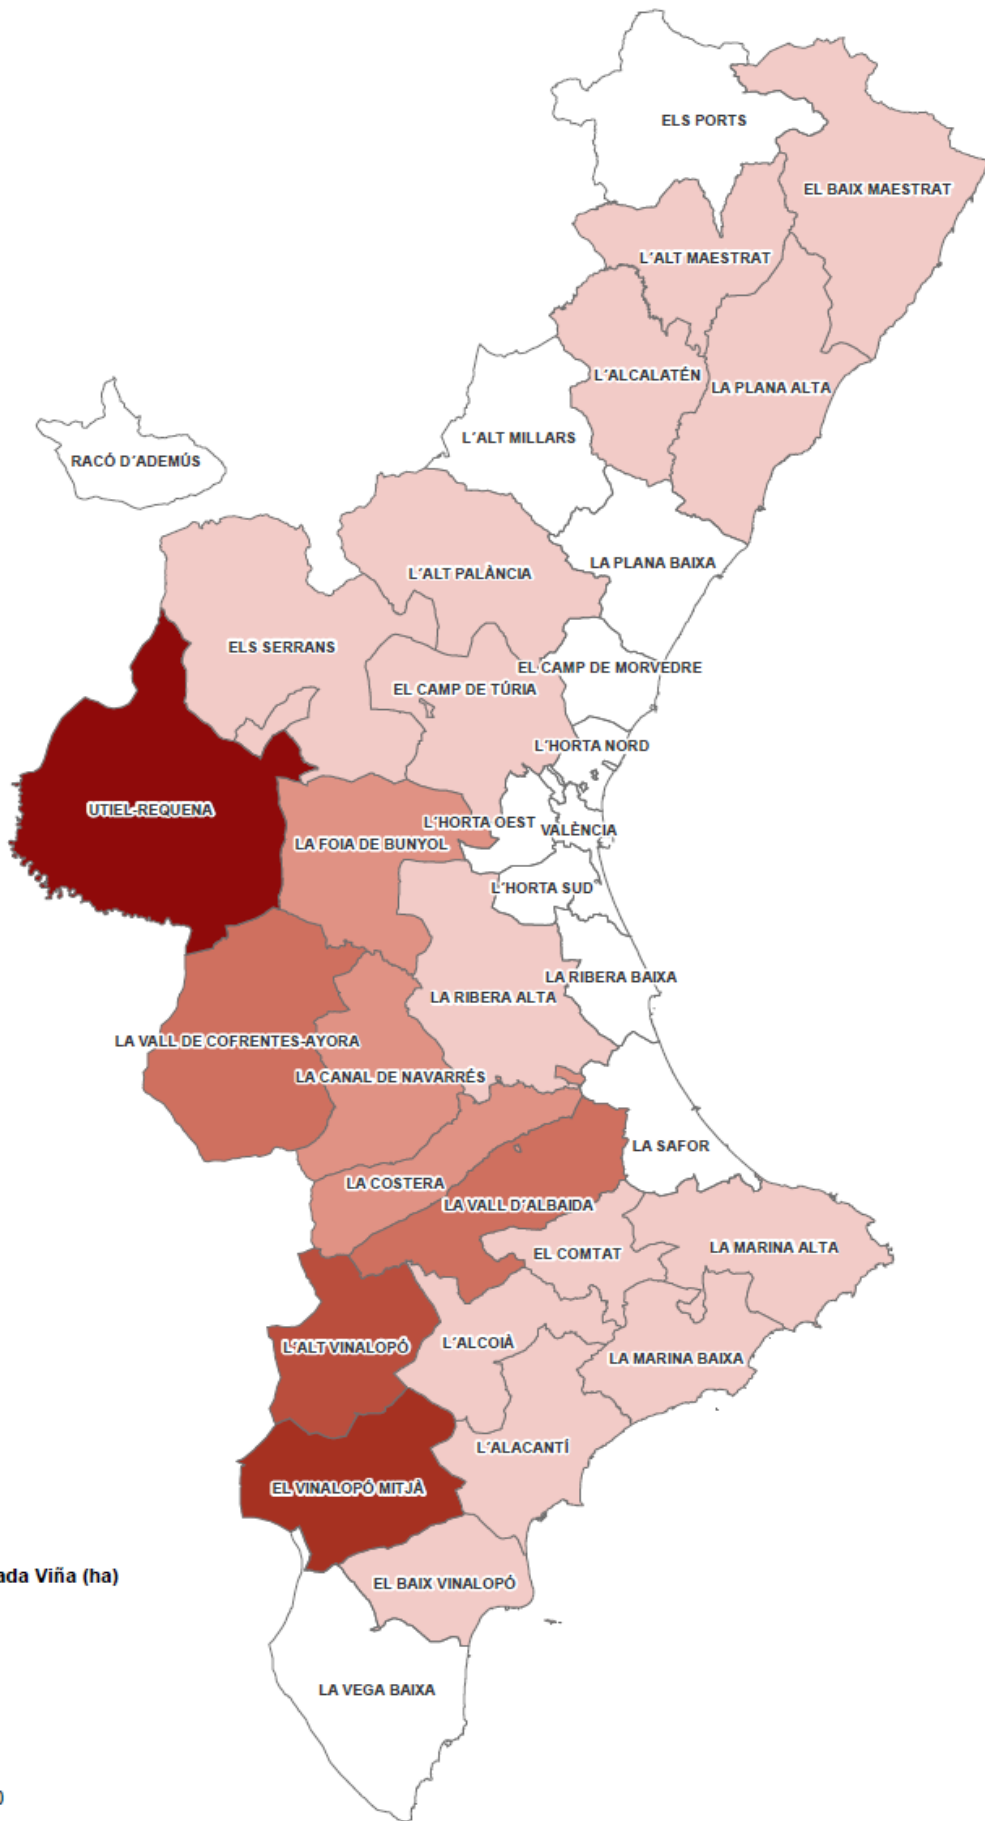 ELS PORTS
EL BAIX MAESTRAT
L´ALT MAESTRAT
L´ALCALATÉN
LA PLANA ALTA
L´ALT MILLARS
RACÓ D´ADEMÚS
LA PLANA BAIXA
L´ALT PALÀNCIA
ELS SERRANS
EL CAMP DE MORVEDRE
EL CAMP DE TÚRIA
L´HORTA NORD
UTIEL-REQUENA
L´HORTA OEST
VALÈNCIA
LA FOIA DE BUNYOL
L´HORTA SUD
LA RIBERA BAIXA
LA RIBERA ALTA
LA VALL DE COFRENTES-AYORA
LA CANAL DE NAVARRÉS
LA SAFOR
LA COSTERA
LA VALL D´ALBAIDA
EL COMTAT
LA MARINA ALTA
L´ALT VINALOPÓ
L´ALCOIÀ
LA MARINA BAIXA
L´ALACANTÍ
EL VINALOPÓ MITJÀ
ada Viña (ha)
EL BAIX VINALOPÓ
LA VEGA BAIXA